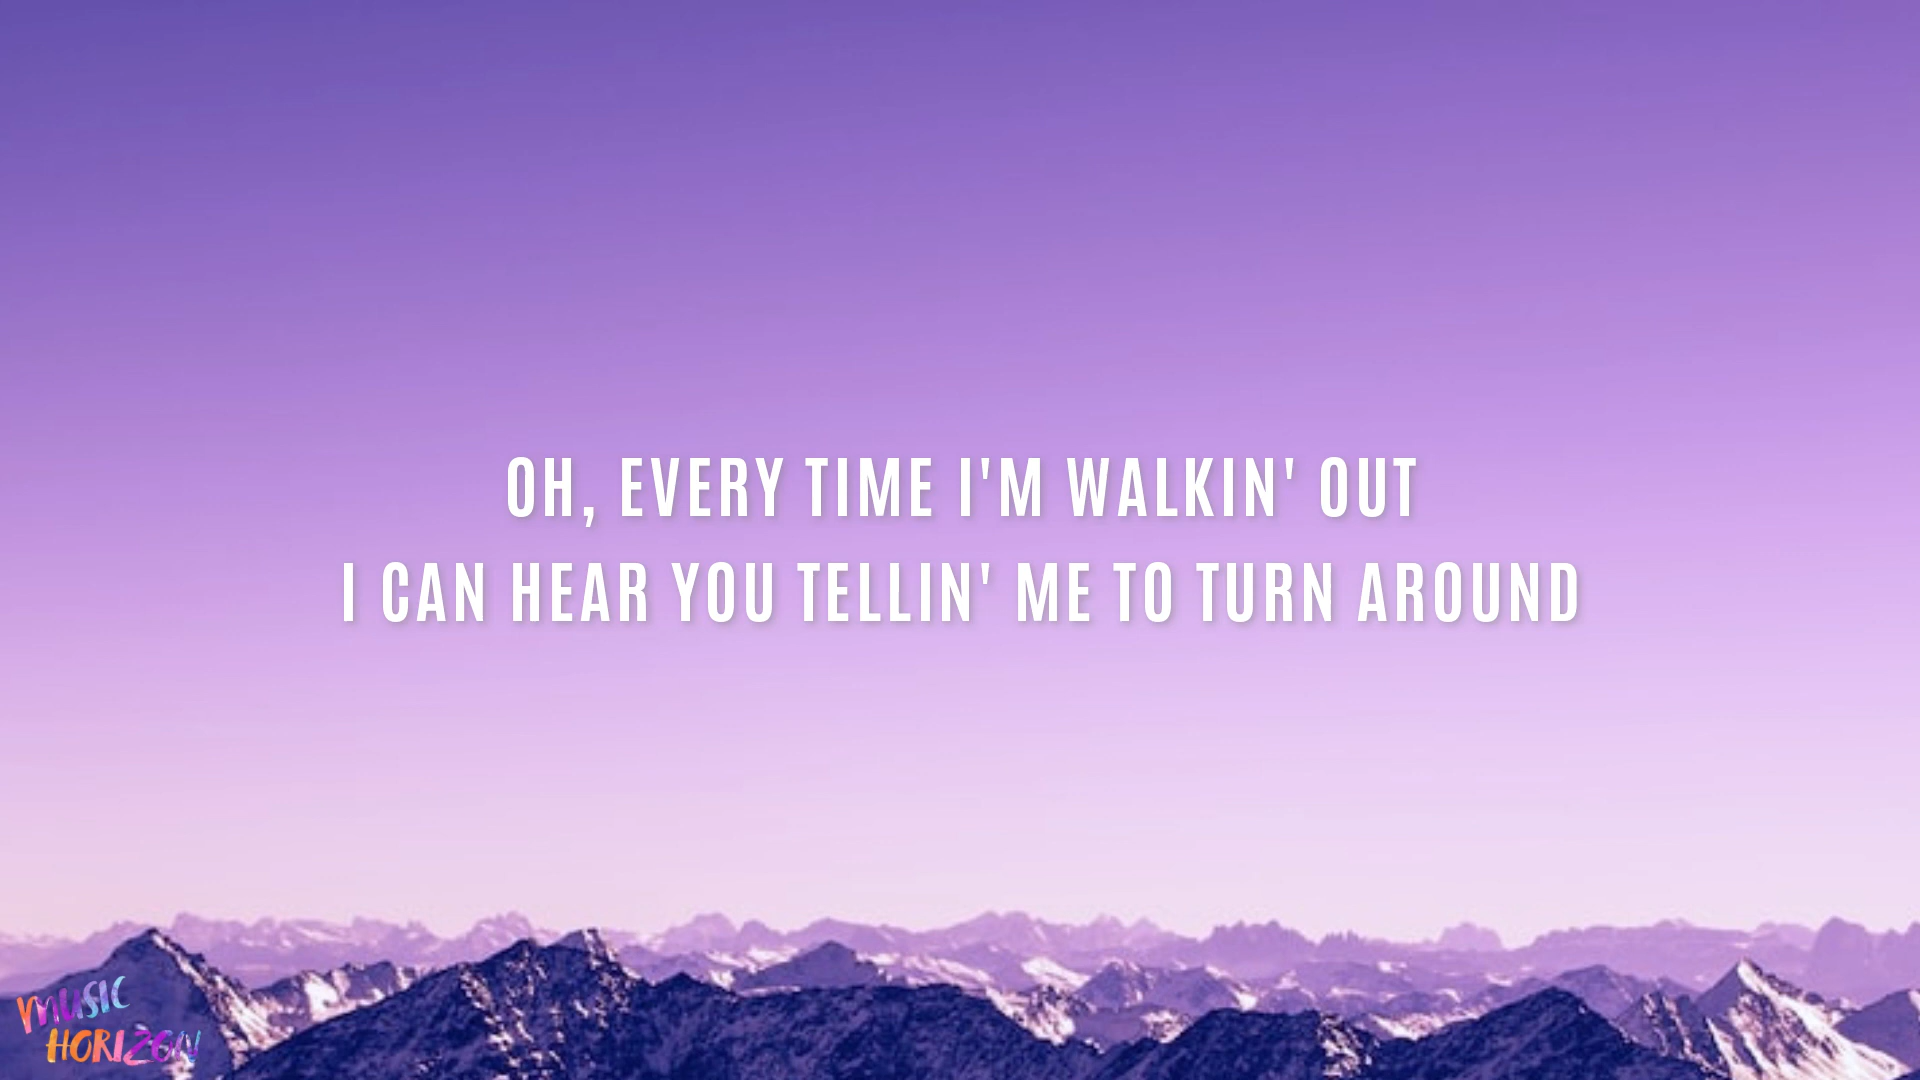 OH, EVERY TIME I'M WALKIN' OUT
I CAN HEAR YOU TELLIN' ME TO TURN AROUND
MUSIC
HORIZON